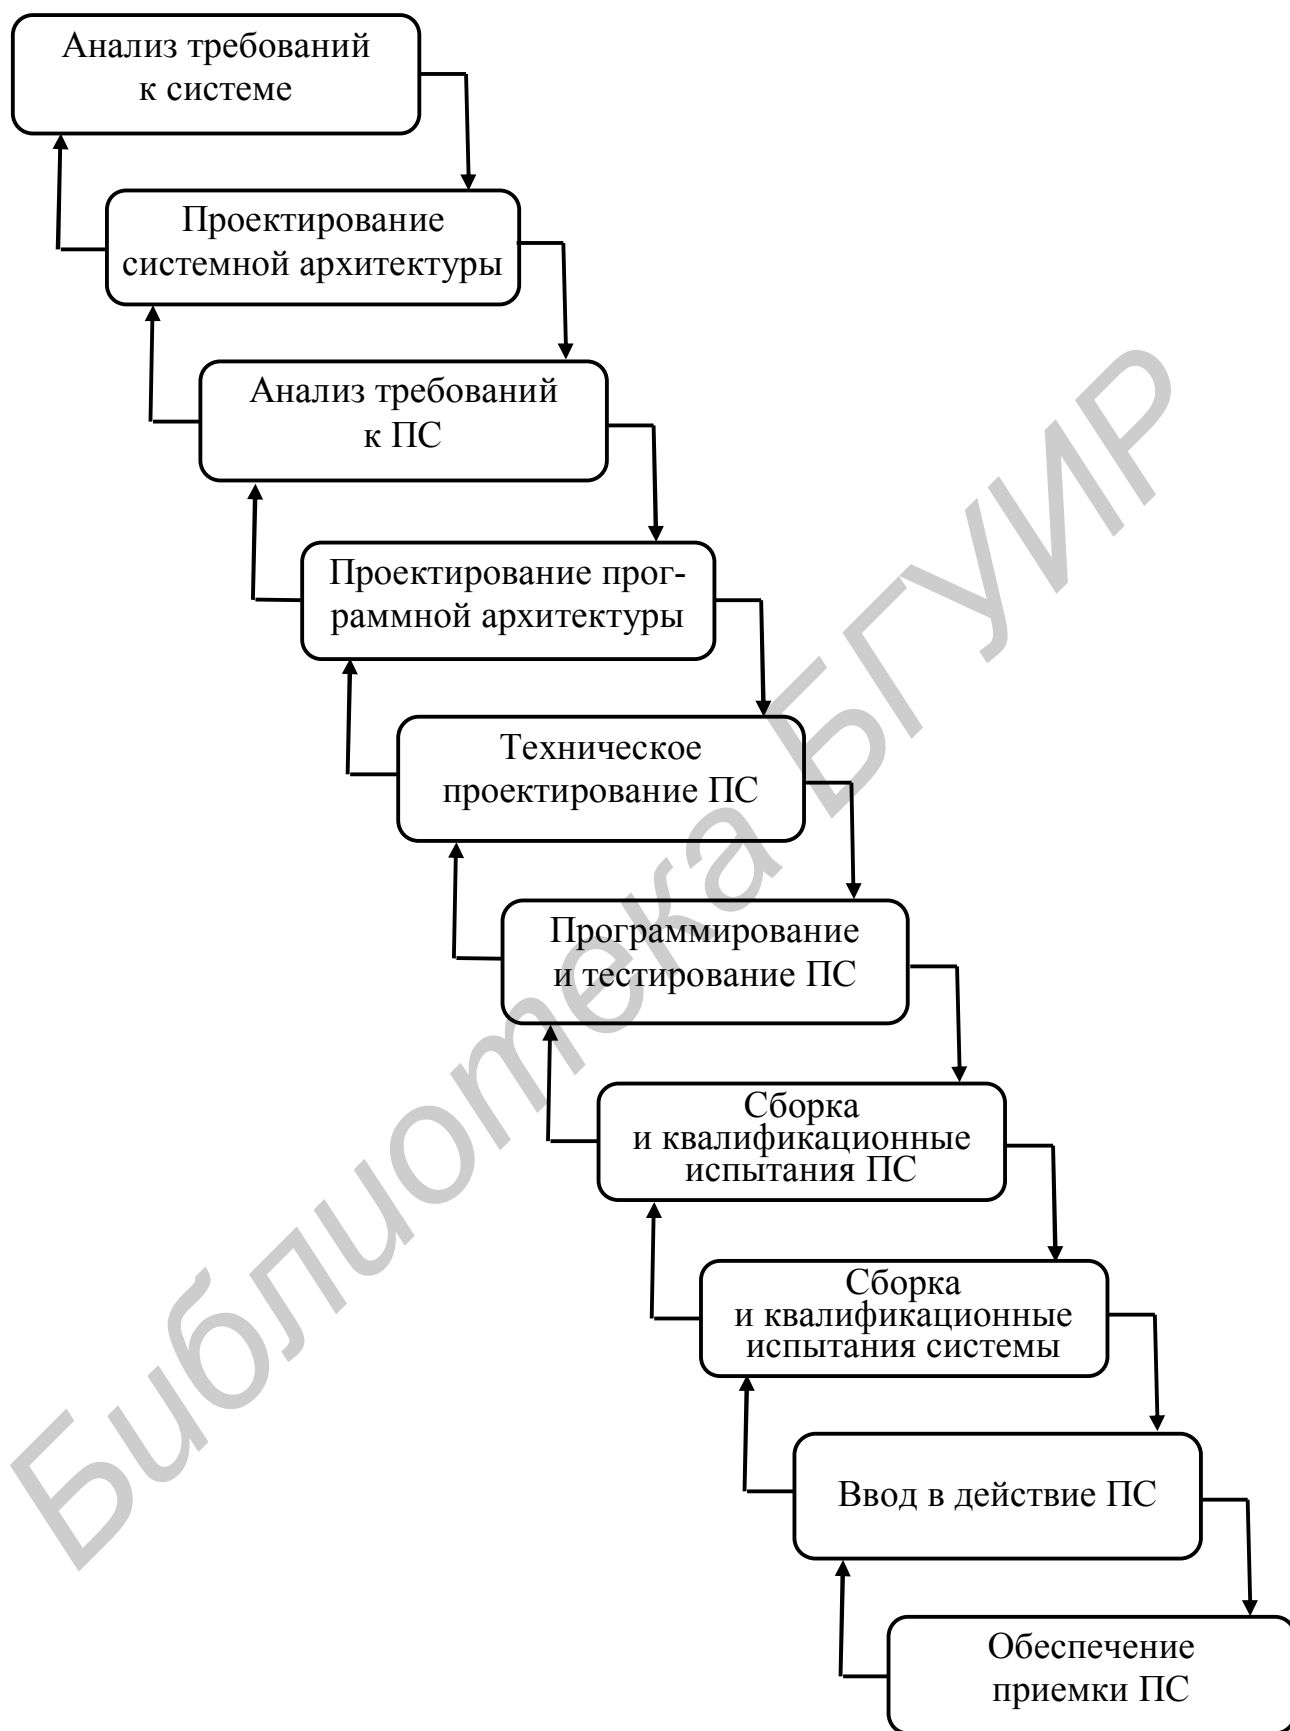 Анализ требований
к системе
Проектирование
системной архитектуры
Анализ требований
к ПС
Проектирование прог-
раммной архитектуры
Техническое
проектирование ПС
Программирование
и тестирование ПС
Сборка
и квалификационные
испытания ПС
Сборка
и квалификационные
испытания системы
Ввод в действие ПС
Обеспечение
приемки ПС
Библиотека БГУИР